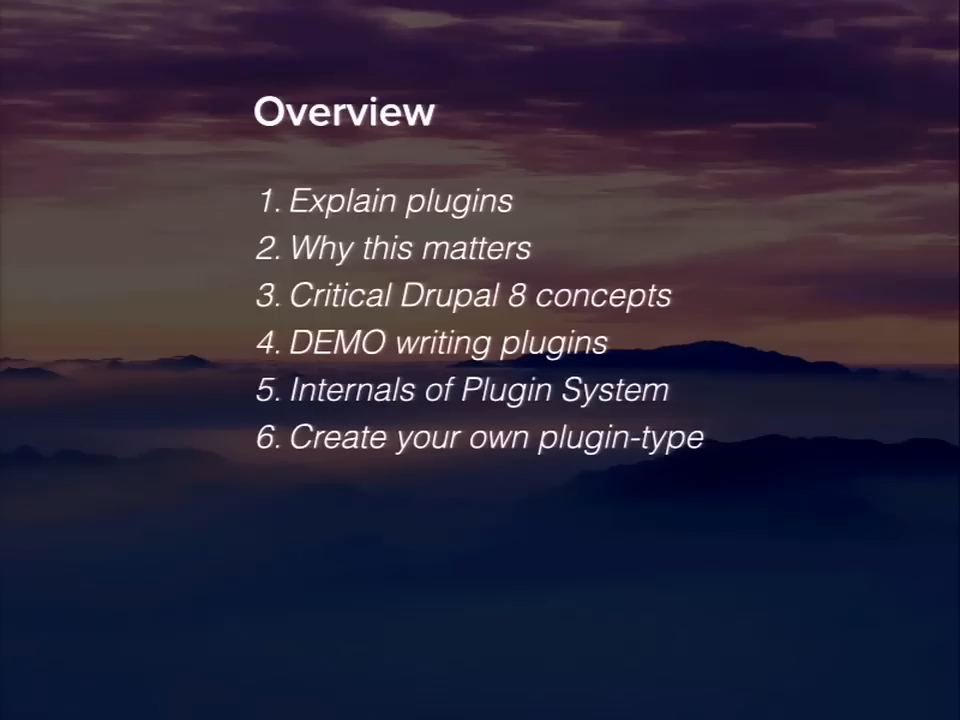 Overview
1. Explain plugins
2. Why this matters
3. Critical Drupal 8 concepts
4. DEMO writing plugins
5. Internals of Plugin System
6. Create your own plugin-type